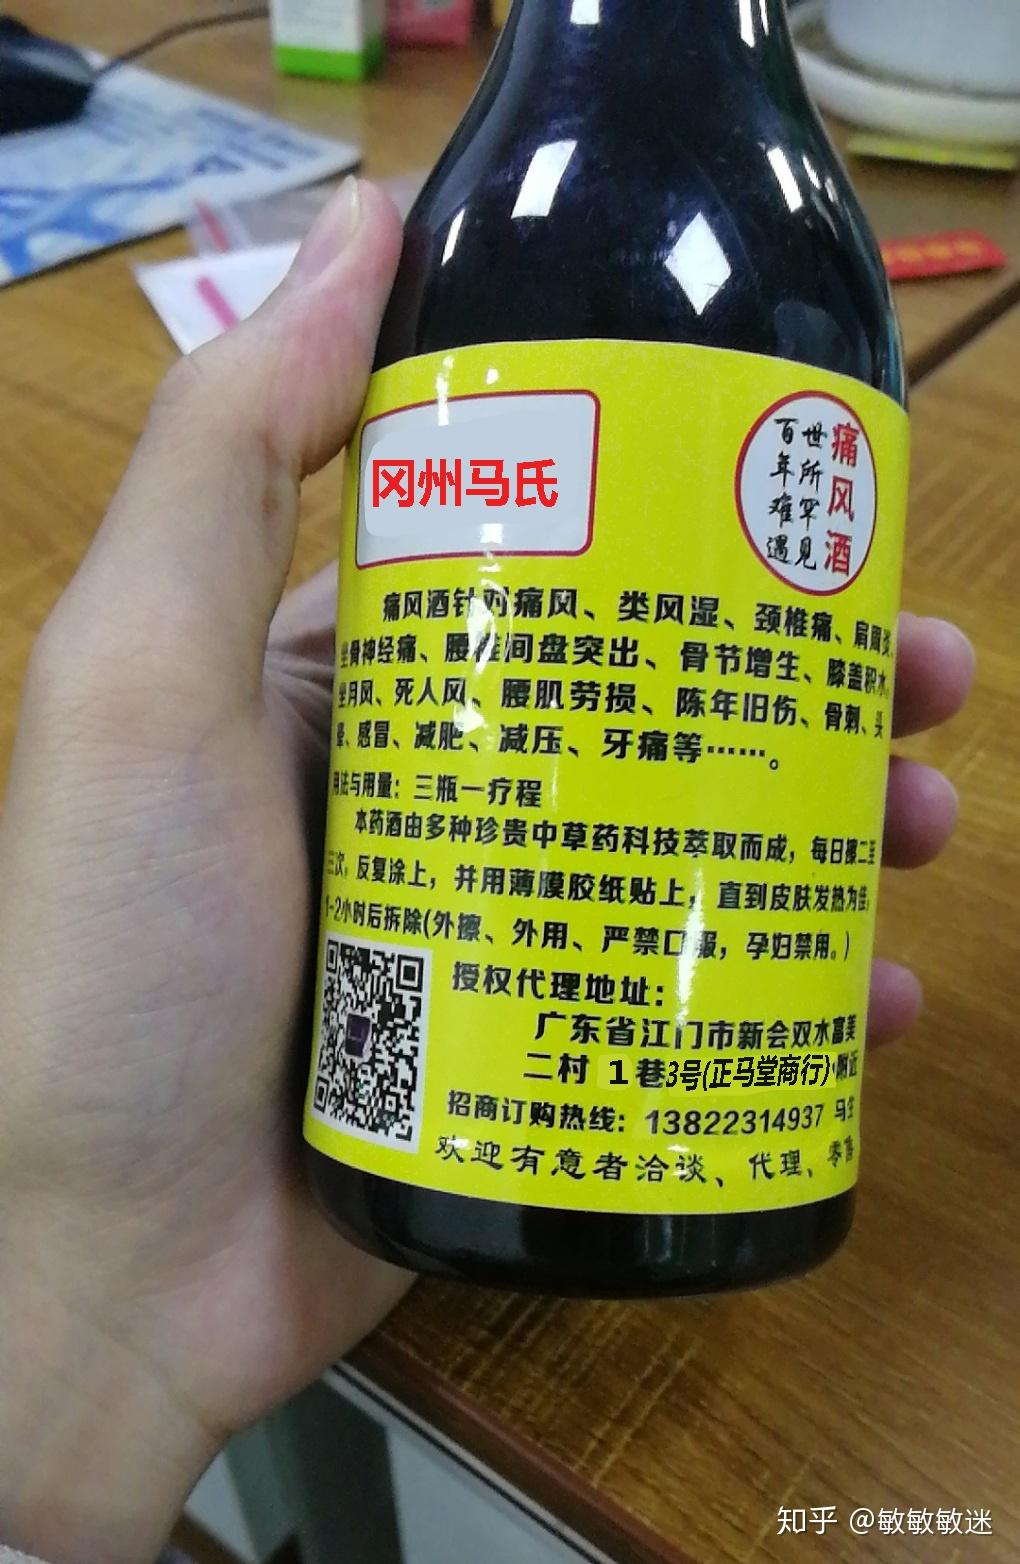 冈州马氏
痛风酒
世所罕见
百年难遇
痛风酒针对痛风、类风湿、颈椎痛、肩周炎、
坐骨神经痛、腰椎间盘突出、骨节增生、膝盖积水、
坐月风、死人风、腰肌劳损、陈年旧伤、骨刺、头
晕、感冒、减肥、减压、牙痛等……。
用法与用量：三瓶一疗程
本药酒由多种珍贵中草药科技萃取而成，每日擦二至
三次，反复涂上，并用薄膜胶纸贴上，直到皮肤发热为佳，
1-2小时后拆除(外擦、外用、严禁口服，孕妇禁用。)
授权代理地址：
广东省江门市新会双水富美
二村1巷3号(正马堂商行)附近
招商订购热线：13822314937 马生
欢迎有意者洽谈、代理、零售
知乎 @敏敏敏迷